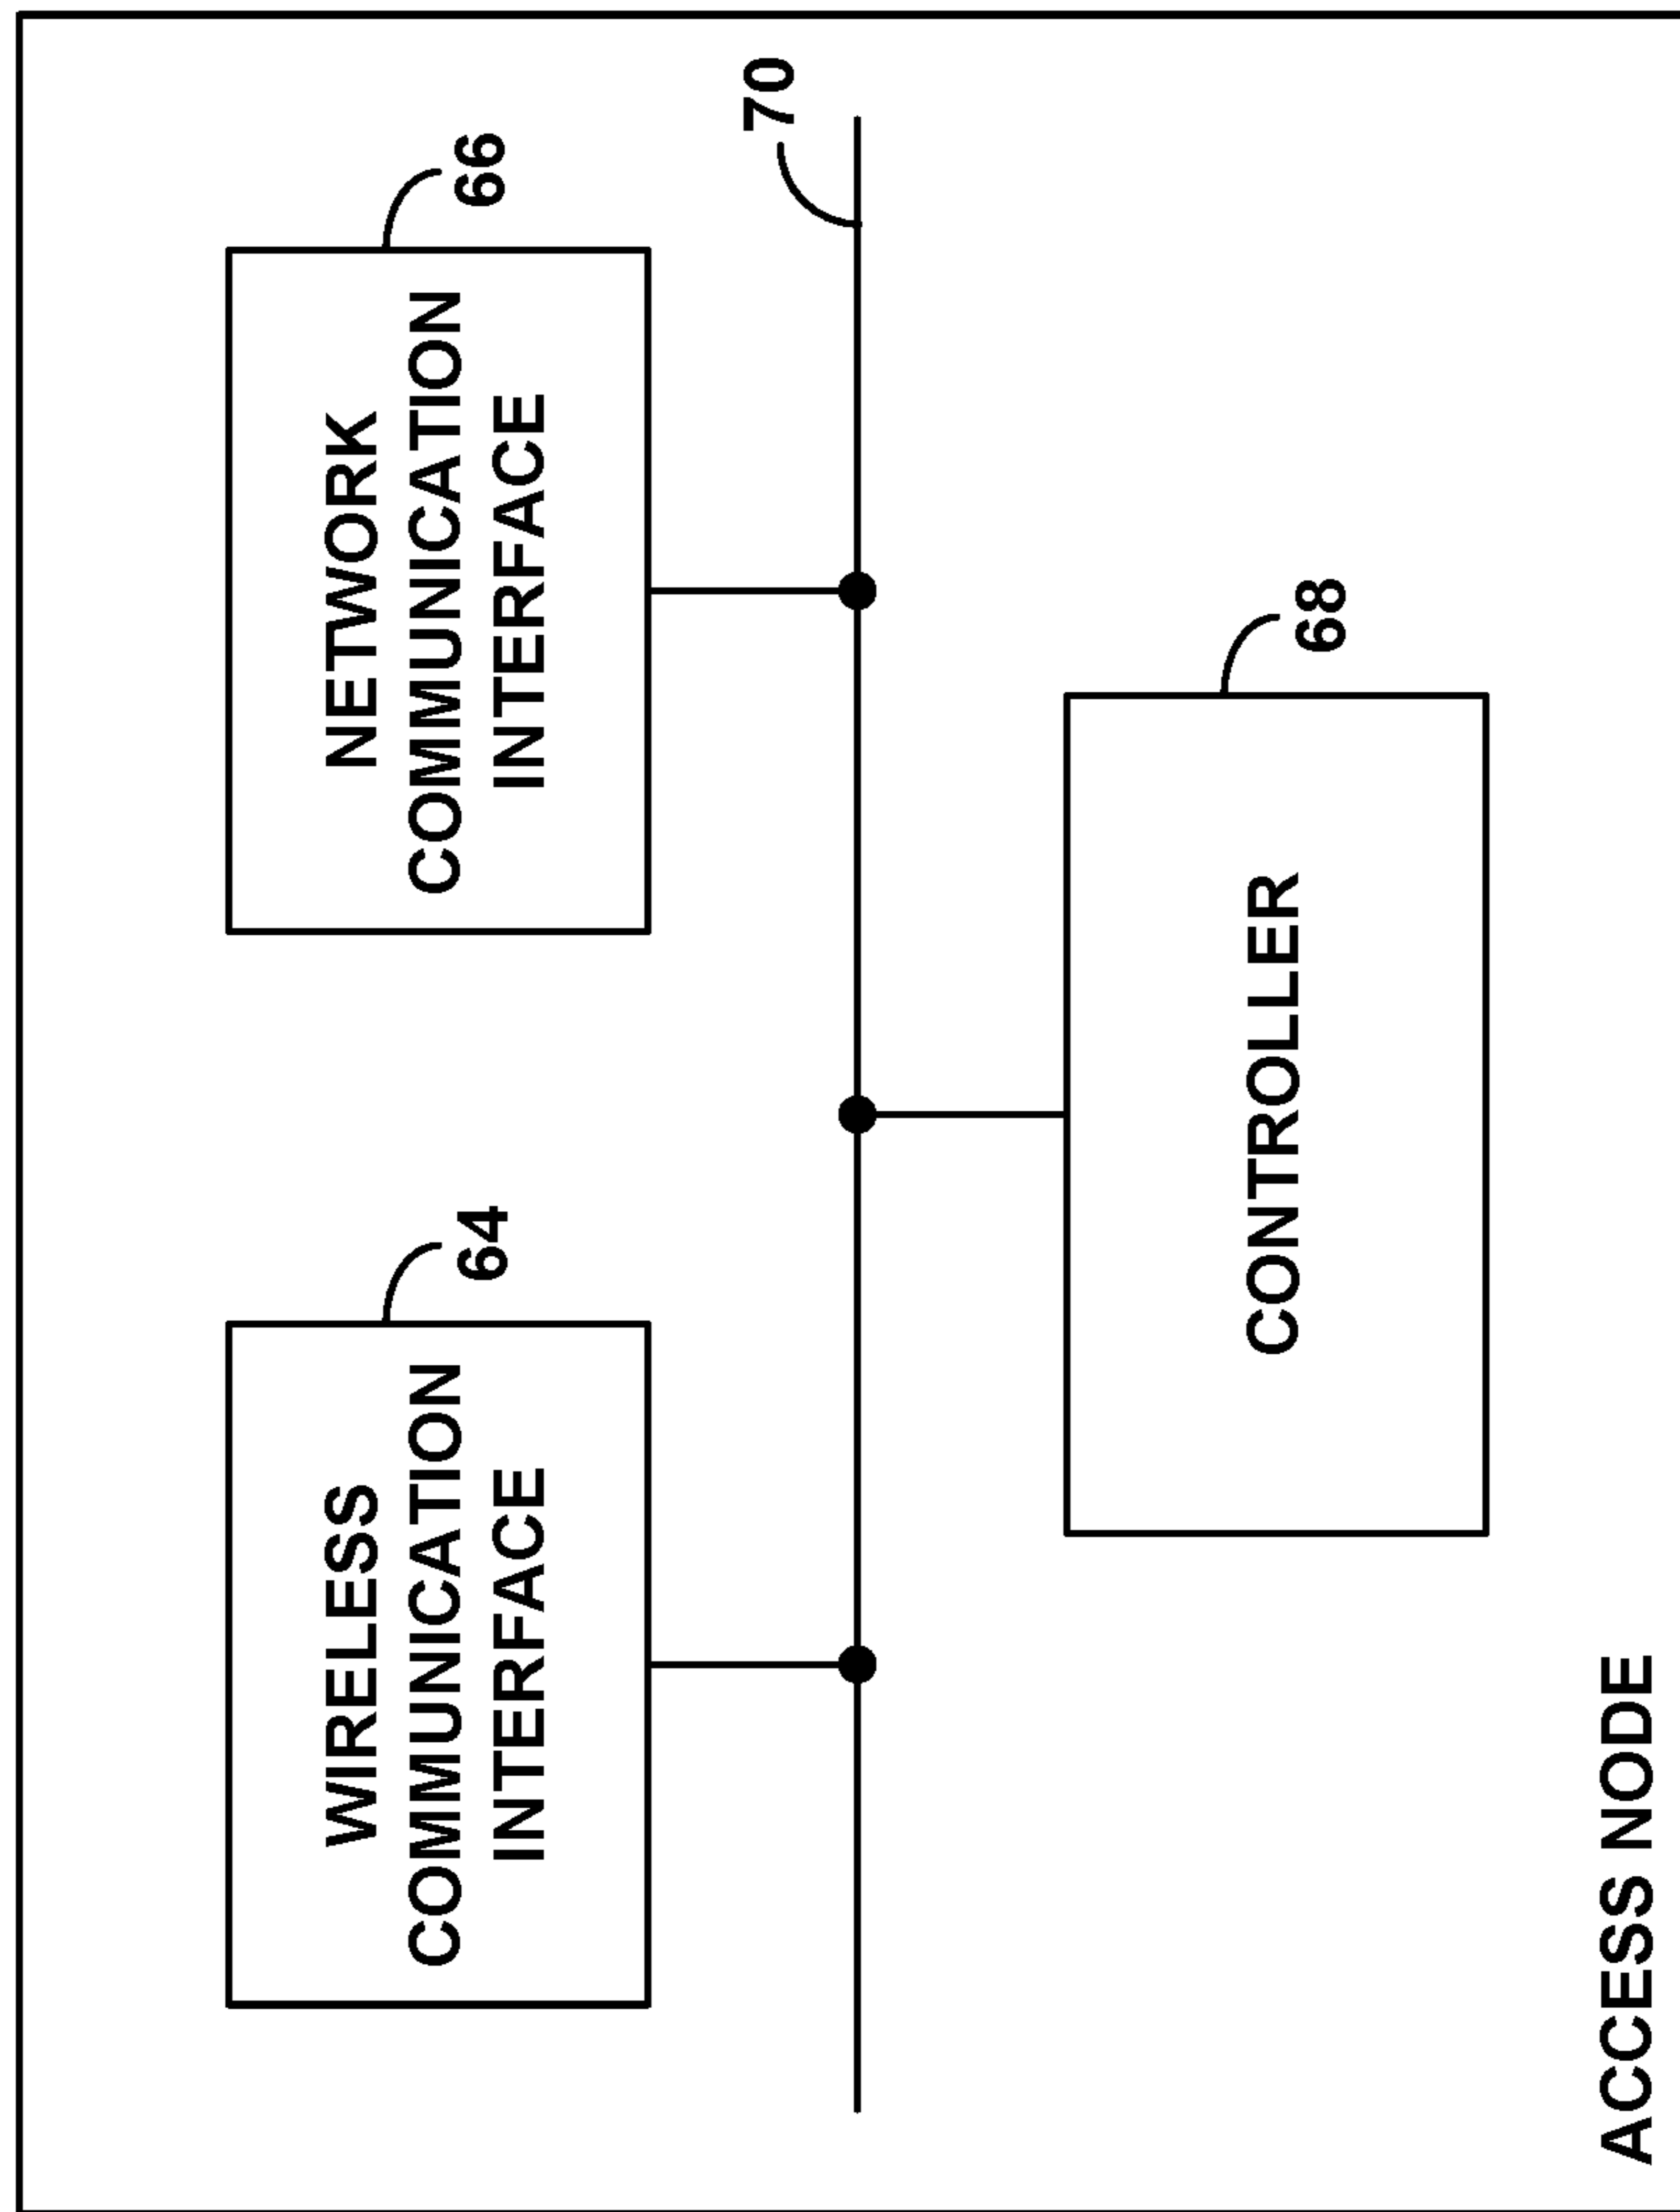 64
WIRELESS
COMMUNICATION
INTERFACE
66
NETWORK
COMMUNICATION
INTERFACE
70
68
CONTROLLER
ACCESS NODE